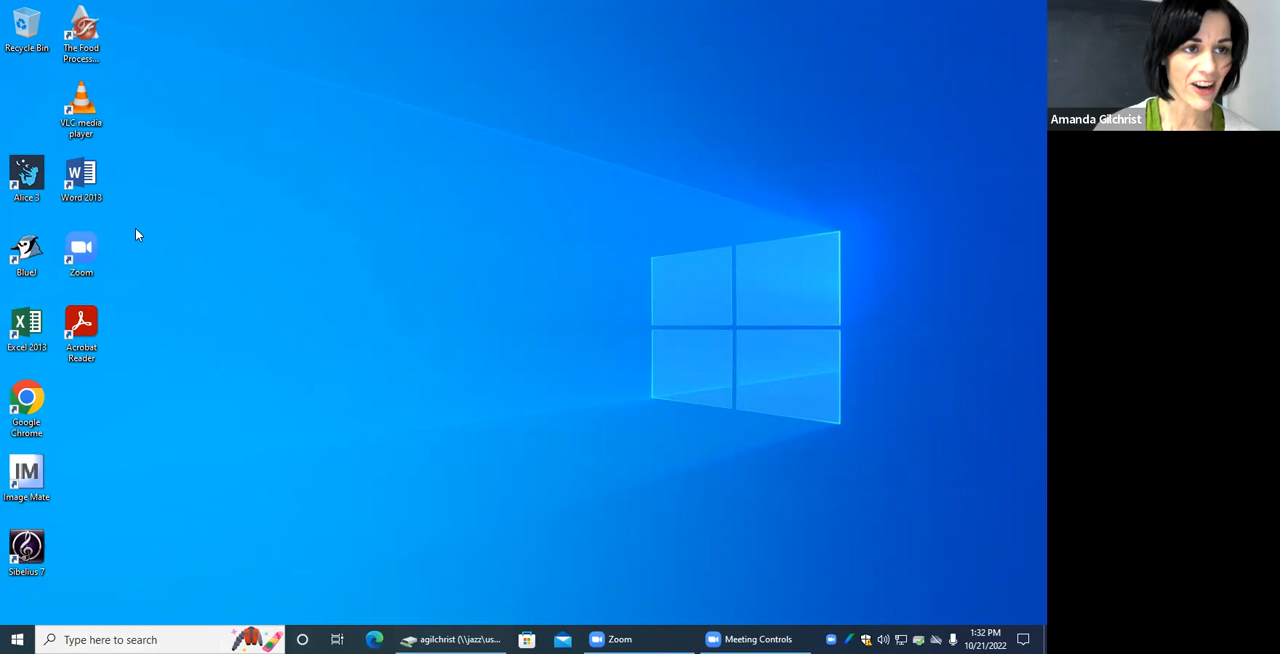 Recycle Bin
The Food
Process...
VLC media
player
Alice 3
W
Word 2013
BlueJ
Zoom
X
Excel 2013
Acrobat
Reader
Google
Chrome
IM
Image Mate
Sibelius 7
Amanda Gilchrist
Type here to search
agilchrist (\\jazz\us...
Zoom
Meeting Controls
1:32 PM
10/21/2022